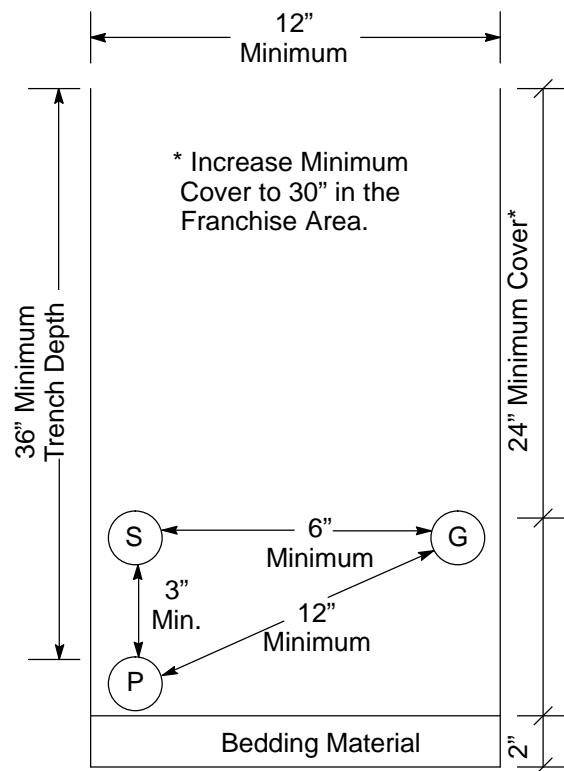 12”
Minimum
* Increase Minimum
Cover to 30” in the
Franchise Area.
36” Minimum
Trench Depth
24” Minimum Cover*
S
6”
Minimum
G
3”
Min.
12”
Minimum
P
Bedding Material
2”